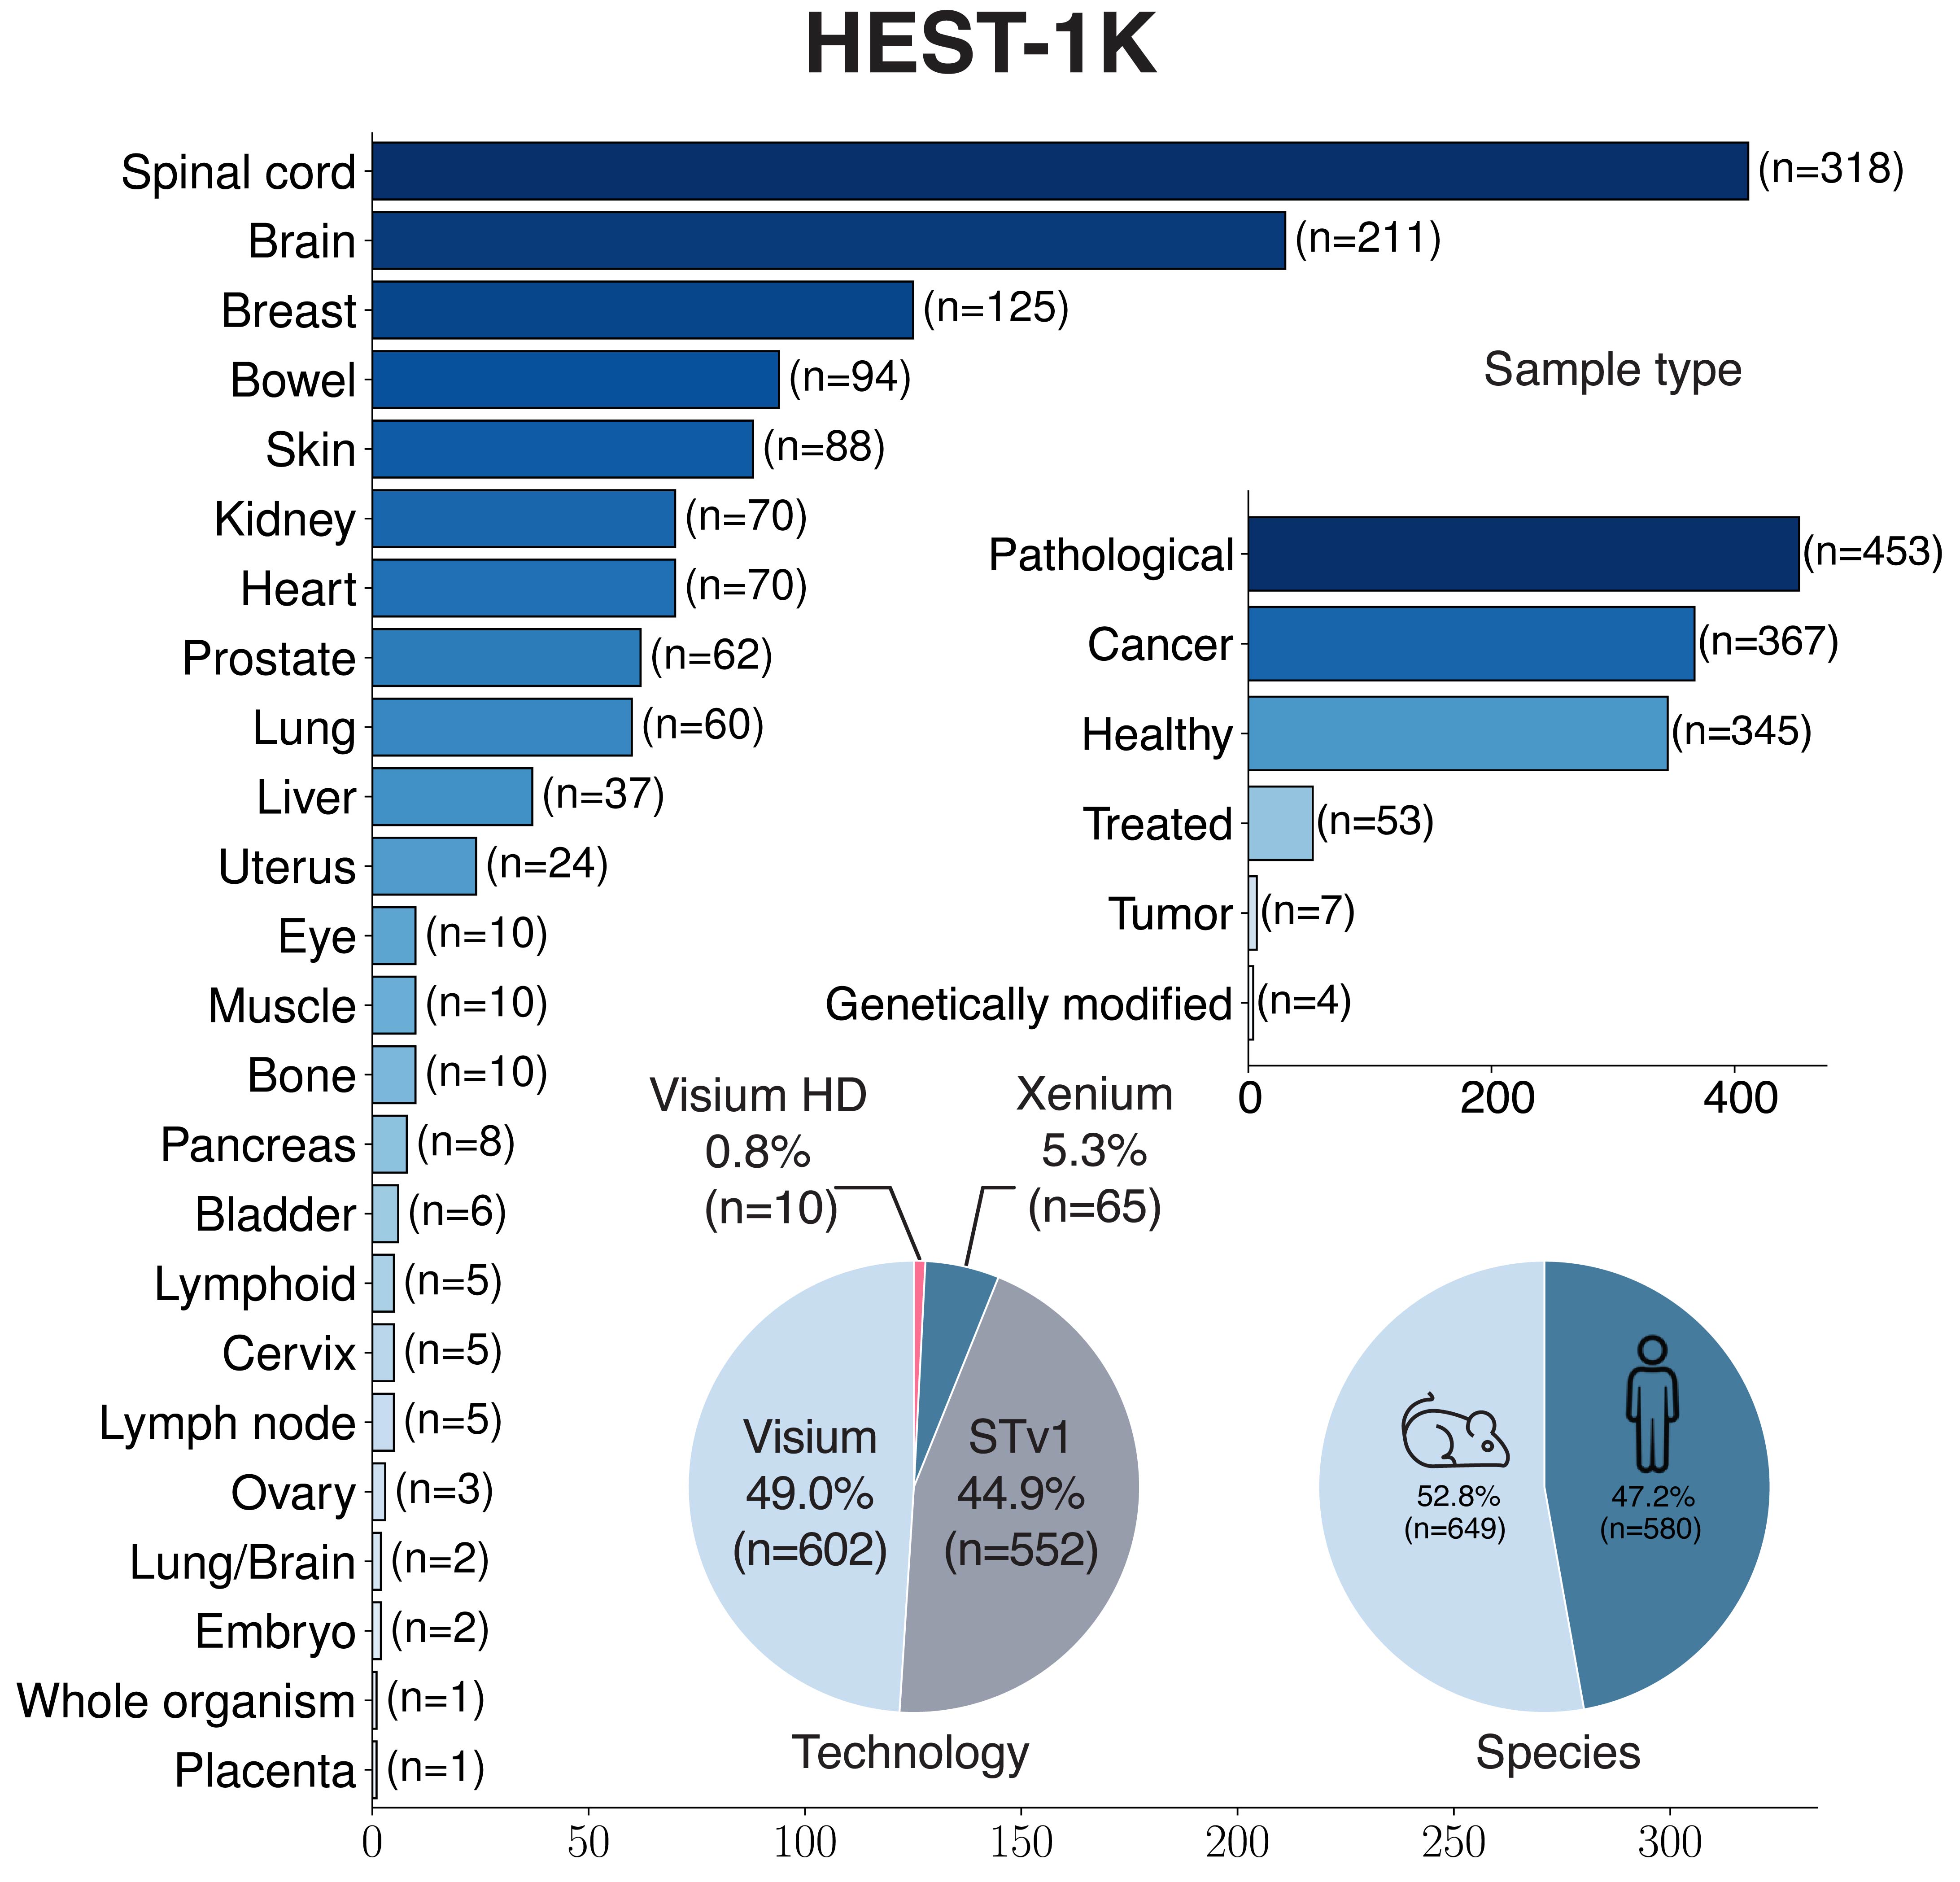 HEST-1K
Spinal cord (n=318)
Brain (n=211)
Breast (n=125)
Bowel (n=94)
Skin (n=88)
Kidney (n=70)
Heart (n=70)
Prostate (n=62)
Lung (n=60)
Liver (n=37)
Uterus (n=24)
Eye (n=10)
Muscle (n=10)
Bone (n=10)
Pancreas (n=8)
Bladder (n=6)
Lymphoid (n=5)
Cervix (n=5)
Lymph node (n=5)
Ovary (n=3)
Lung/Brain (n=2)
Embryo (n=2)
Whole organism (n=1)
Placenta (n=1)
0 50 100 150 200 250 300
Sample type
Pathological (n=453)
Cancer (n=367)
Healthy (n=345)
Treated (n=53)
Tumor (n=7)
Genetically modified (n=4)
0 200 400
Visium HD
0.8%
(n=10)
Xenium
5.3%
(n=65)
Visium
49.0%
(n=602)
STv1
44.9%
(n=552)
Technology
52.8%
(n=649)
47.2%
(n=580)
Species